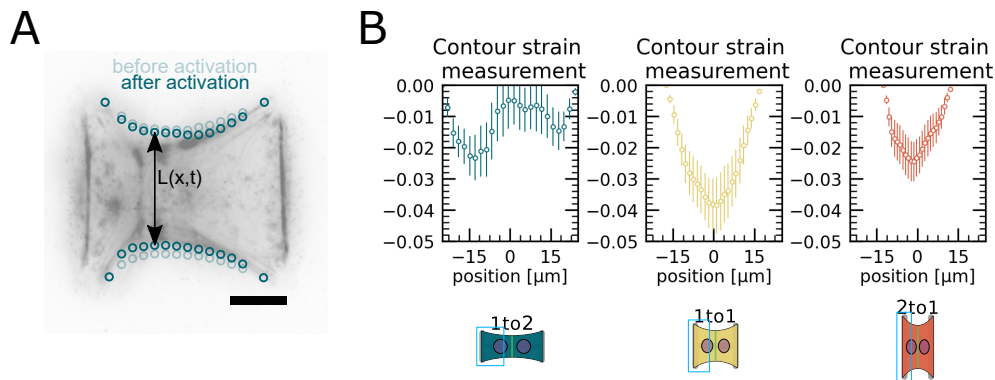 A
before activation
after activation
L(x,t)
B
Contour strain
measurement
0.00
−0.01
−0.02
−0.03
−0.04
−0.05
−15 0 15
position [µm]
1to2
Contour strain
measurement
0.00
−0.01
−0.02
−0.03
−0.04
−0.05
−15 0 15
position [µm]
1to1
Contour strain
measurement
0.00
−0.01
−0.02
−0.03
−0.04
−0.05
−15 0 15
position [µm]
2to1